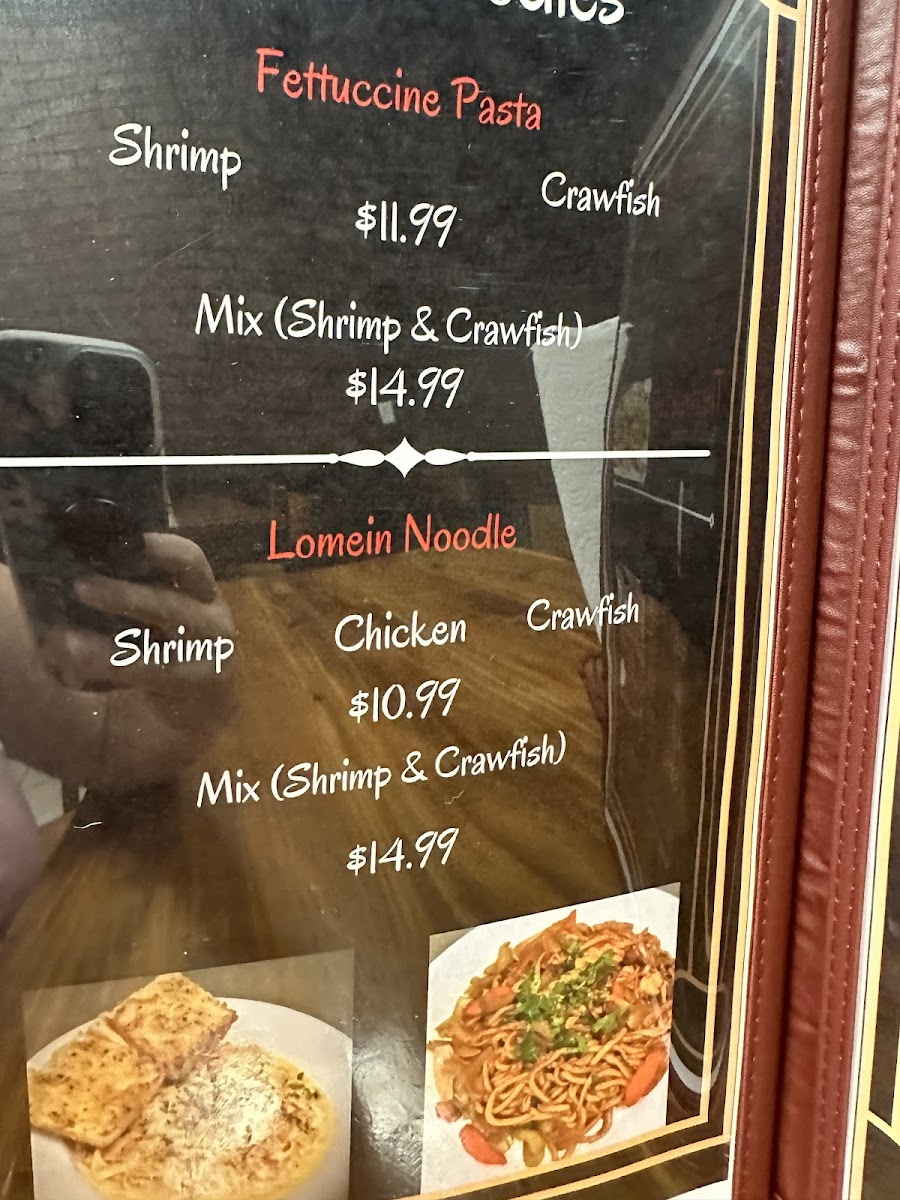 Fettuccine Pasta
Shrimp Crawfish
$11.99
Mix (Shrimp & Crawfish)
$14.99
Lomein Noodle
Shrimp Chicken Crawfish
$10.99
Mix (Shrimp & Crawfish)
$14.99